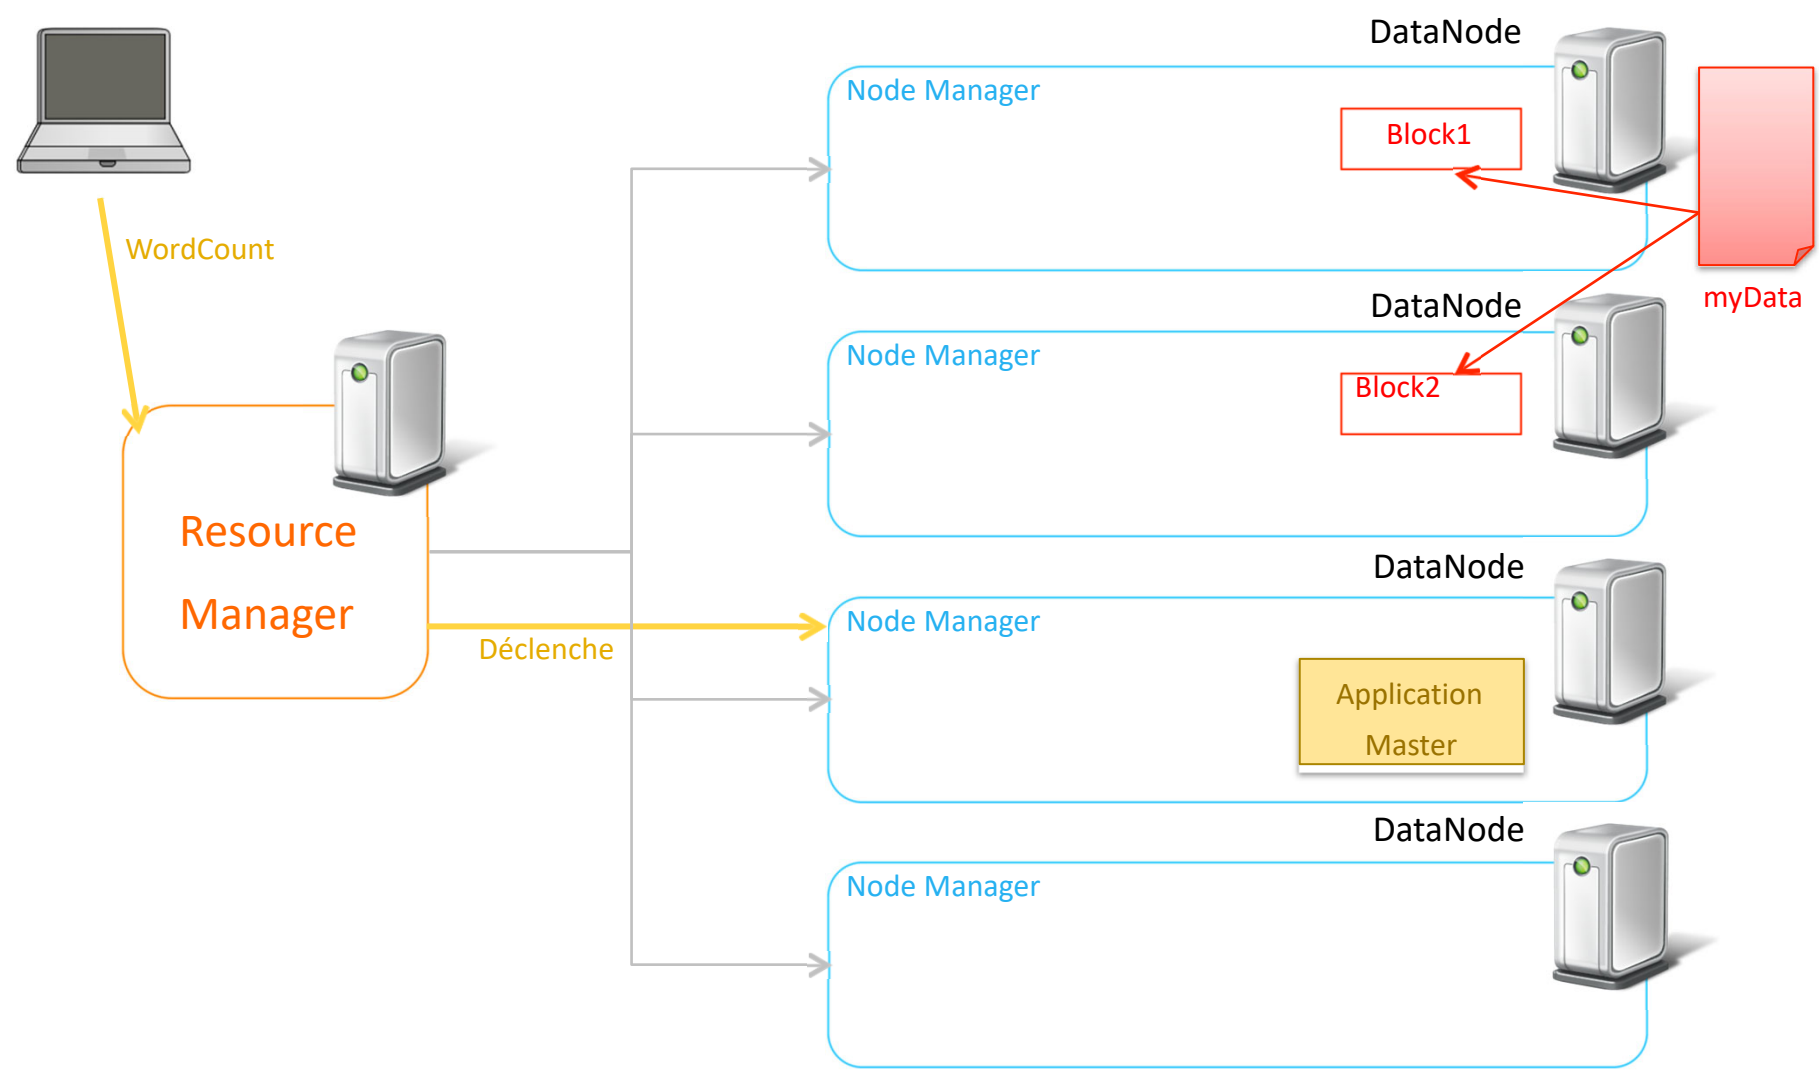 DataNode
Node Manager
Block1
WordCount
myData
DataNode
Node Manager
Block2
Resource
Manager
Déclenche
DataNode
Node Manager
Application
Master
DataNode
Node Manager